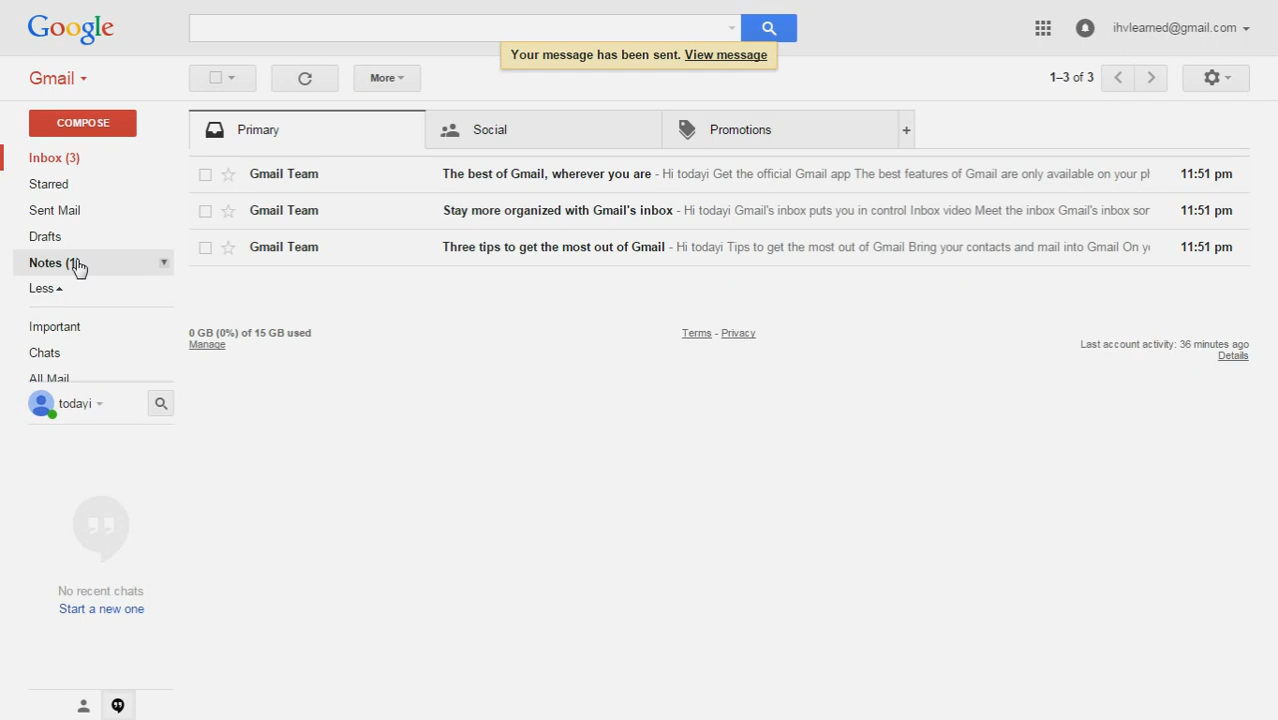 Google
ihvlearned@gmail.com
Your message has been sent. View message
Gmail
More
1–3 of 3
COMPOSE
Primary
Social
Promotions
+
Inbox (3)
Starred
Sent Mail
Drafts
Notes (1)
Less
Important
Chats
All Mail
Gmail Team The best of Gmail, wherever you are - Hi todayi Get the official Gmail app The best features of Gmail are only available on your ph 11:51 pm
Gmail Team Stay more organized with Gmail's inbox - Hi todayi Gmail's inbox puts you in control Inbox video Meet the inbox Gmail's inbox sor 11:51 pm
Gmail Team Three tips to get the most out of Gmail - Hi todayi Tips to get the most out of Gmail Bring your contacts and mail into Gmail On yo 11:51 pm
0 GB (0%) of 15 GB used
Manage
Terms - Privacy
Last account activity: 36 minutes ago
Details
todayi
No recent chats
Start a new one